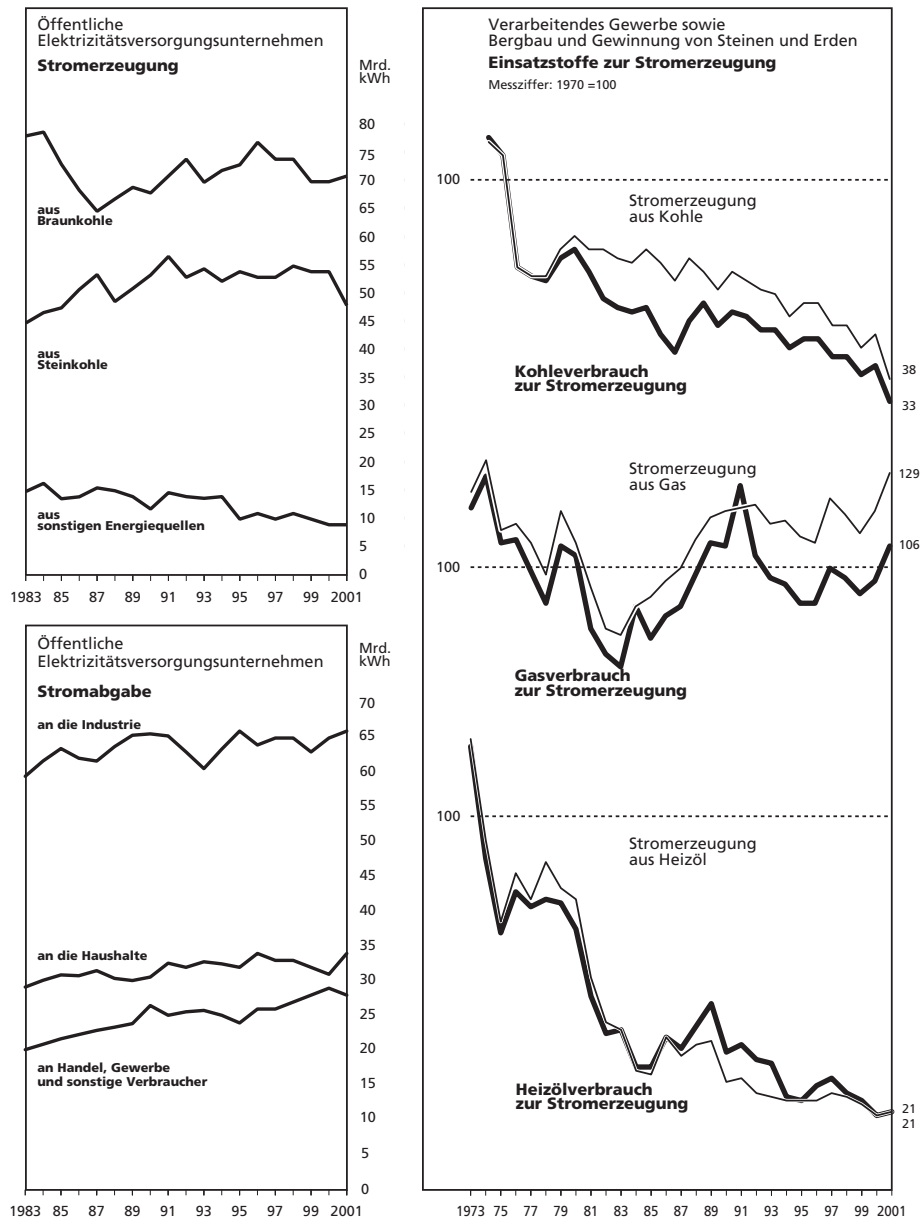 Öffentliche
Elektrizitätsversorgungsunternehmen
Stromerzeugung
Mrd.
kWh
80
75
70
65
60
55
50
45
40
35
30
25
20
15
10
5
0
aus
Braunkohle
aus
Steinkohle
aus
sonstigen Energiequellen
1983 85 87 89 91 93 95 97 99 2001
Öffentliche
Elektrizitätsversorgungsunternehmen
Stromabgabe
Mrd.
kWh
70
65
60
55
50
45
40
35
30
25
20
15
10
5
0
an die Industrie
an die Haushalte
an Handel, Gewerbe
und sonstige Verbraucher
1983 85 87 89 91 93 95 97 99 2001
Verarbeitendes Gewerbe sowie
Bergbau und Gewinnung von Steinen und Erden
Einsatzstoffe zur Stromerzeugung
Messziffer: 1970 =100
100
Stromerzeugung
aus Kohle
Kohleverbrauch
zur Stromerzeugung
38
33
Stromerzeugung
aus Gas
129
106
100
Gasverbrauch
zur Stromerzeugung
100
Stromerzeugung
aus Heizöl
Heizölverbrauch
zur Stromerzeugung
21
21
1973 75 77 79 81 83 85 87 89 91 93 95 97 99 2001